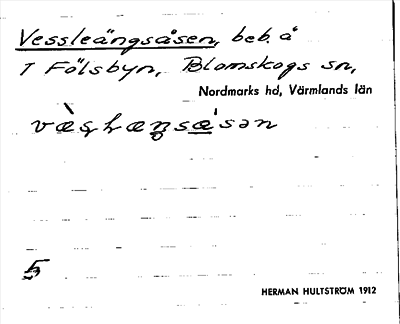 Vessleängsåsen, beb. å
T Fölsbyn, Blomskogs sn,
Nordmarks hd, Värmlands län
5
HERMAN HULTSTRÖM 1912